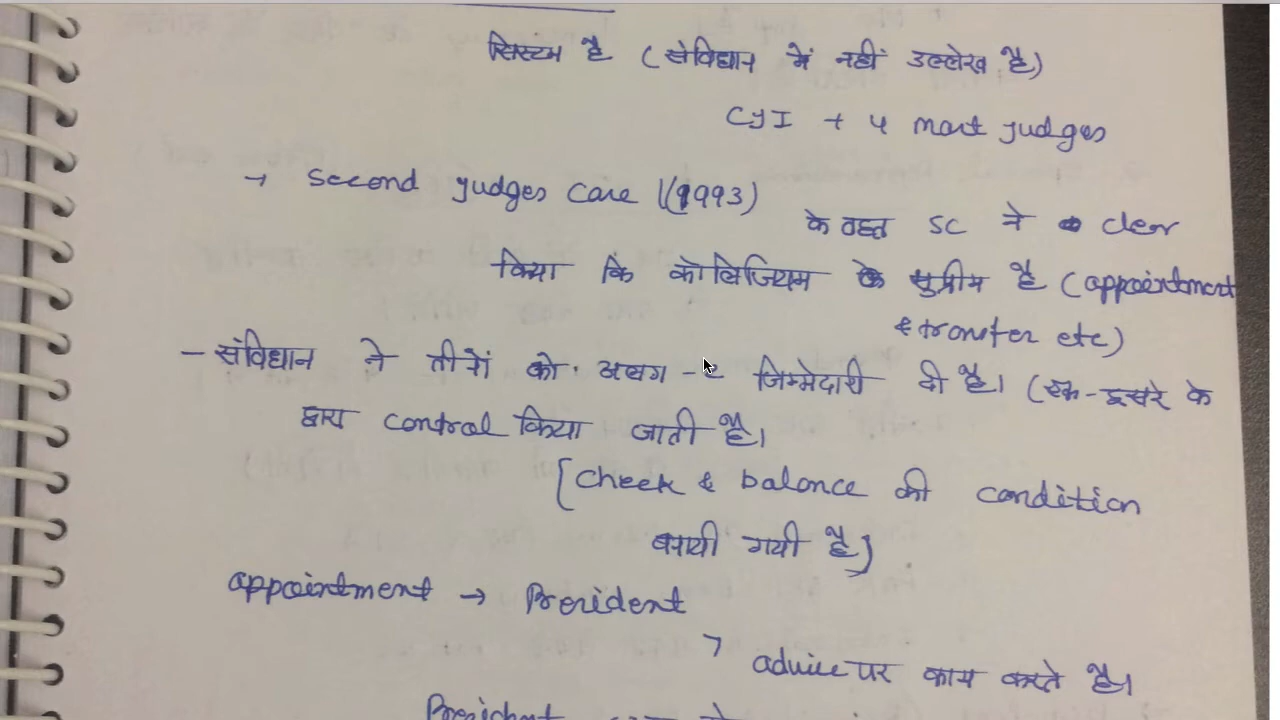 सिस्टम है (संविधान में नहीं उल्लेख है)
CJI + 4 most judges
→ Second Judges Case (1993)
के तहत SC ने clear
किया कि कोलिजियम सुप्रीम है (appointment
& transfer etc)
– संविधान ने तीनों को अलग-2 जिम्मेदारी दी है। (एक-दूसरे के
द्वारा control किया जाती है।
[Check & balance की condition
बनायी गयी है]
appointment → President
advice पर काय करते है।
President